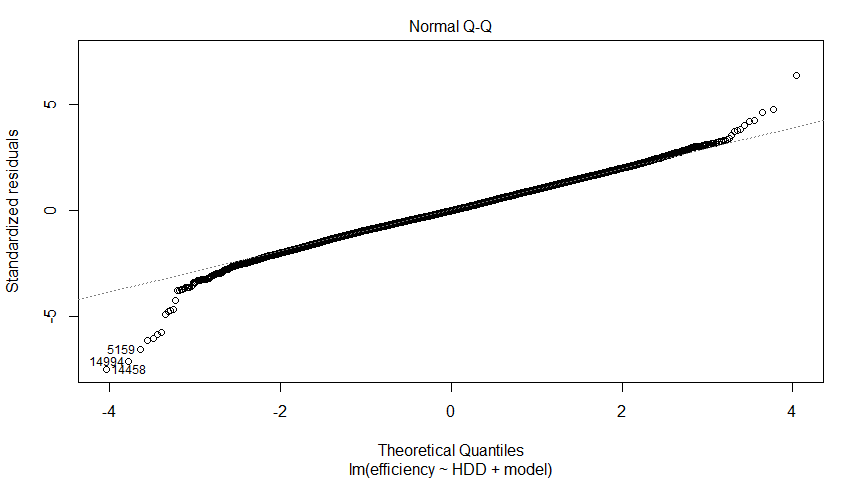 Normal Q-Q
Standardized residuals
5
0
-5
5159
14994
14458
-4
-2
0
2
4
Theoretical Quantiles
lm(efficiency ~ HDD + model)